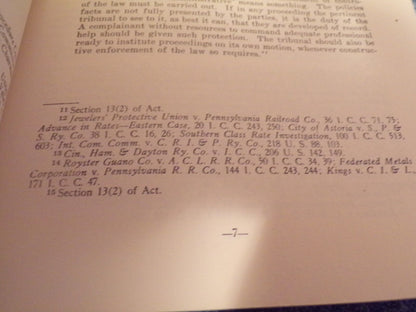 of the law must be carried out. If in any proceeding the pertinent
facts are not fully presented by the parties, it is the duty of the
tribunal to see to it, as best it can, that they are developed of record.
A complainant without resources to command adequate professional
help should be given such protection. The tribunal should also be
ready to institute proceedings on its own motion, whenever construc-
tive enforcement of the law so requires."
11 Section 13(2) of Act.
12 Jewelers' Protective Union v. Pennsylvania Railroad Co., 36 I. C. C. 71, 75;
Advance in Rates—Eastern Case, 20 I. C. C. 243, 250; City of Astoria v. S., P. &
S. Ry. Co. 38 I. C. C. 16, 26; Southern Class Rate Investigation, 100 I. C. C. 513,
603; Int. Com. Comm. v. C. R. I. & P. Ry. Co., 218 U. S. 88, 103.
13 Cin., Ham. & Dayton Ry. Co. v. I. C. C., 206 U. S. 142, 149.
14 Royster Guano Co. v. A. C. L. R. R. Co., 50 I. C. C. 34, 39; Federated Metals
Corporation v. Pennsylvania R. R. Co., 144 I. C. C. 243, 244; Kings v. C. I. & L.,
171 I. C. C. 47.
15 Section 13(2) of Act.
—7—